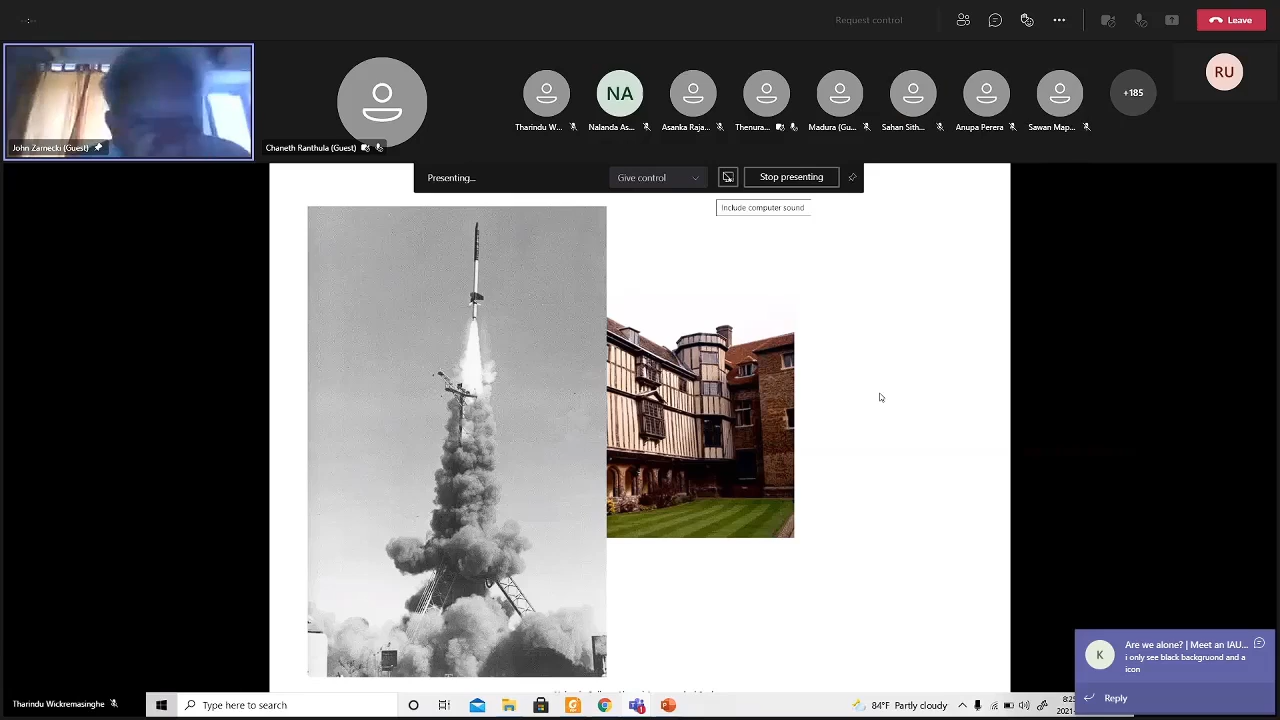 Request control
Leave
NA
+185
RU
John Zarnecki (Guest)
Chaneth Ranthula (Guest)
Tharindu W...
Nalanda As...
Asanka Raja...
Thenura...
Madura (Gu...
Sahan Sith...
Anupa Perera
Sawan Map...
Presenting...
Give control
Stop presenting
Include computer sound
K
Are we alone? | Meet an IAU...
i only see black background and a
icon
Reply
Tharindu Wickremasinghe
Type here to search
84°F Partly cloudy